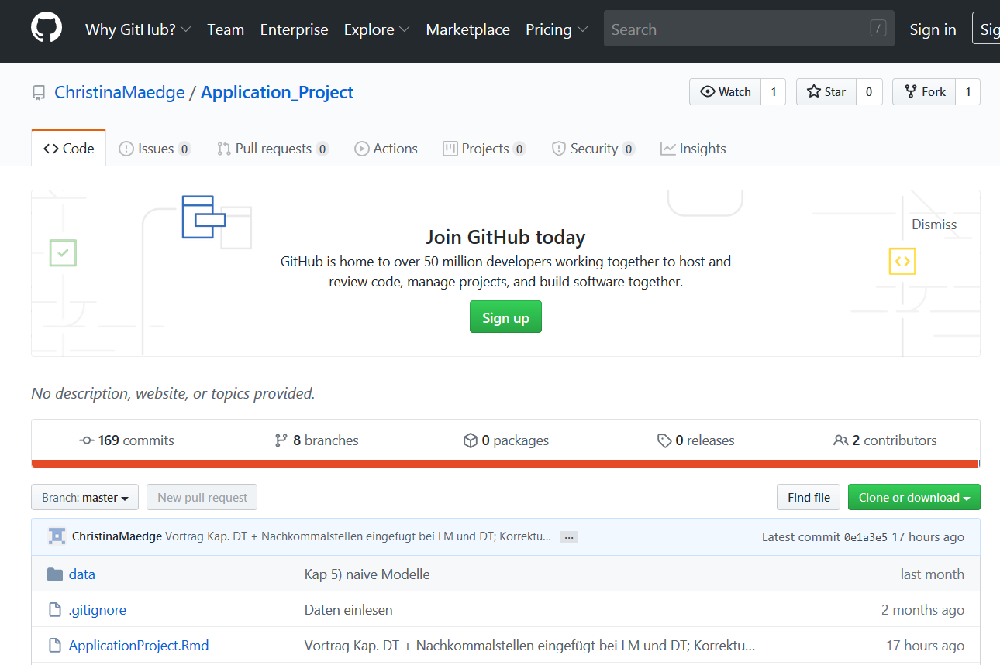 Why GitHub? Team Enterprise Explore Marketplace Pricing Search / Sign in Sig
ChristinaMaedge / Application_Project Watch 1 Star 0 Fork 1
Code Issues 0 Pull requests 0 Actions Projects 0 Security 0 Insights
Dismiss
Join GitHub today
GitHub is home to over 50 million developers working together to host and
review code, manage projects, and build software together.
Sign up
No description, website, or topics provided.
169 commits 8 branches 0 packages 0 releases 2 contributors
Branch: master New pull request Find file Clone or download
ChristinaMaedge Vortrag Kap. DT + Nachkommalstellen eingefügt bei LM und DT; Korrektu... ... Latest commit 0e1a3e5 17 hours ago
data Kap 5) naive Modelle last month
.gitignore Daten einlesen 2 months ago
ApplicationProject.Rmd Vortrag Kap. DT + Nachkommalstellen eingefügt bei LM und DT; Korrektu... 17 hours ago